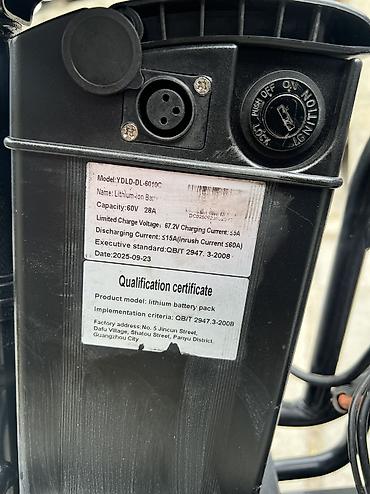 PUSH OFF ON
LOCK IGNITION
Model:YDLD-DL-6010C
Name: Lithium-ion
Capacity:60V 28A
Limited Charge Voltage: 67.2V Charging Current: ≤5A
Discharging Current: ≤15A(inrush Current ≤60A)
Executive standard:QB/T 2947. 3-2008
Date:2025-09-23
Qualification certificate
Product model: lithium battery pack
Implementation criteria: QB/T 2947.3-2008
Factory address: No. 5 Jincun Street,
Dafu Village, Shatou Street, Panyu District,
Guangzhou City